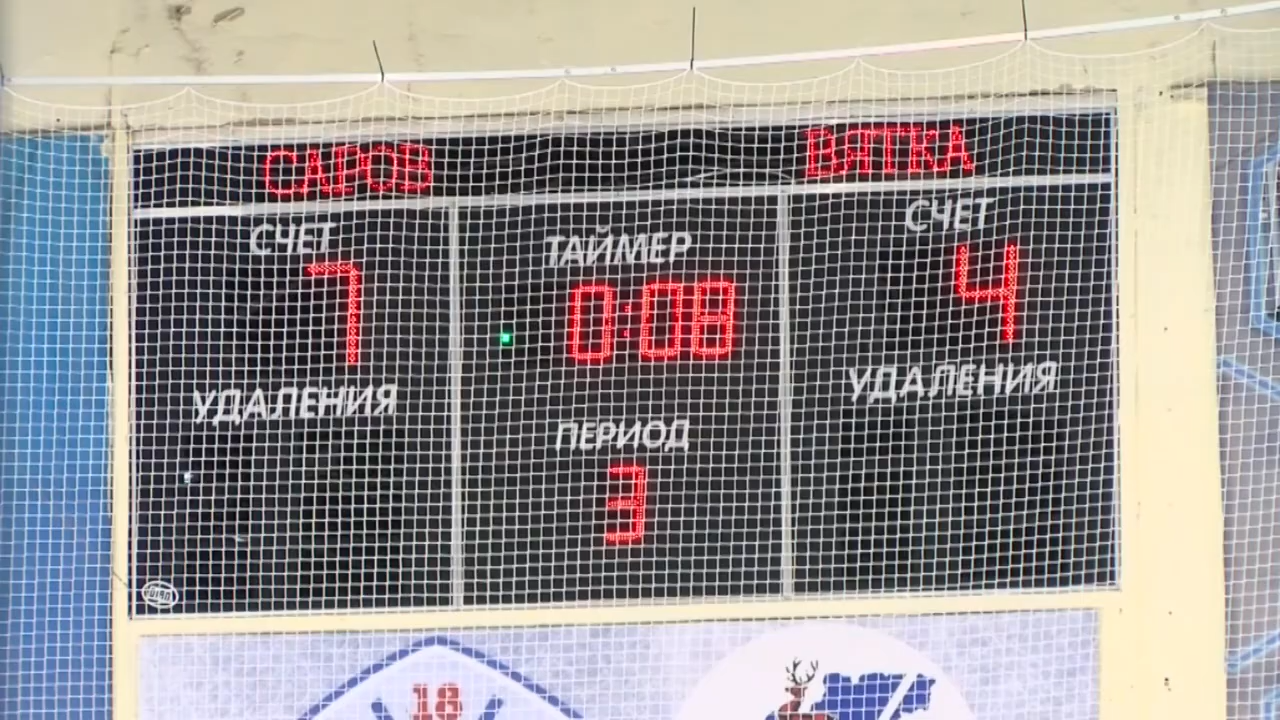 САРОВ ВЯТКА
СЧЕТ ТАЙМЕР СЧЕТ
7 0:08 4
УДАЛЕНИЯ ПЕРИОД УДАЛЕНИЯ
3
18